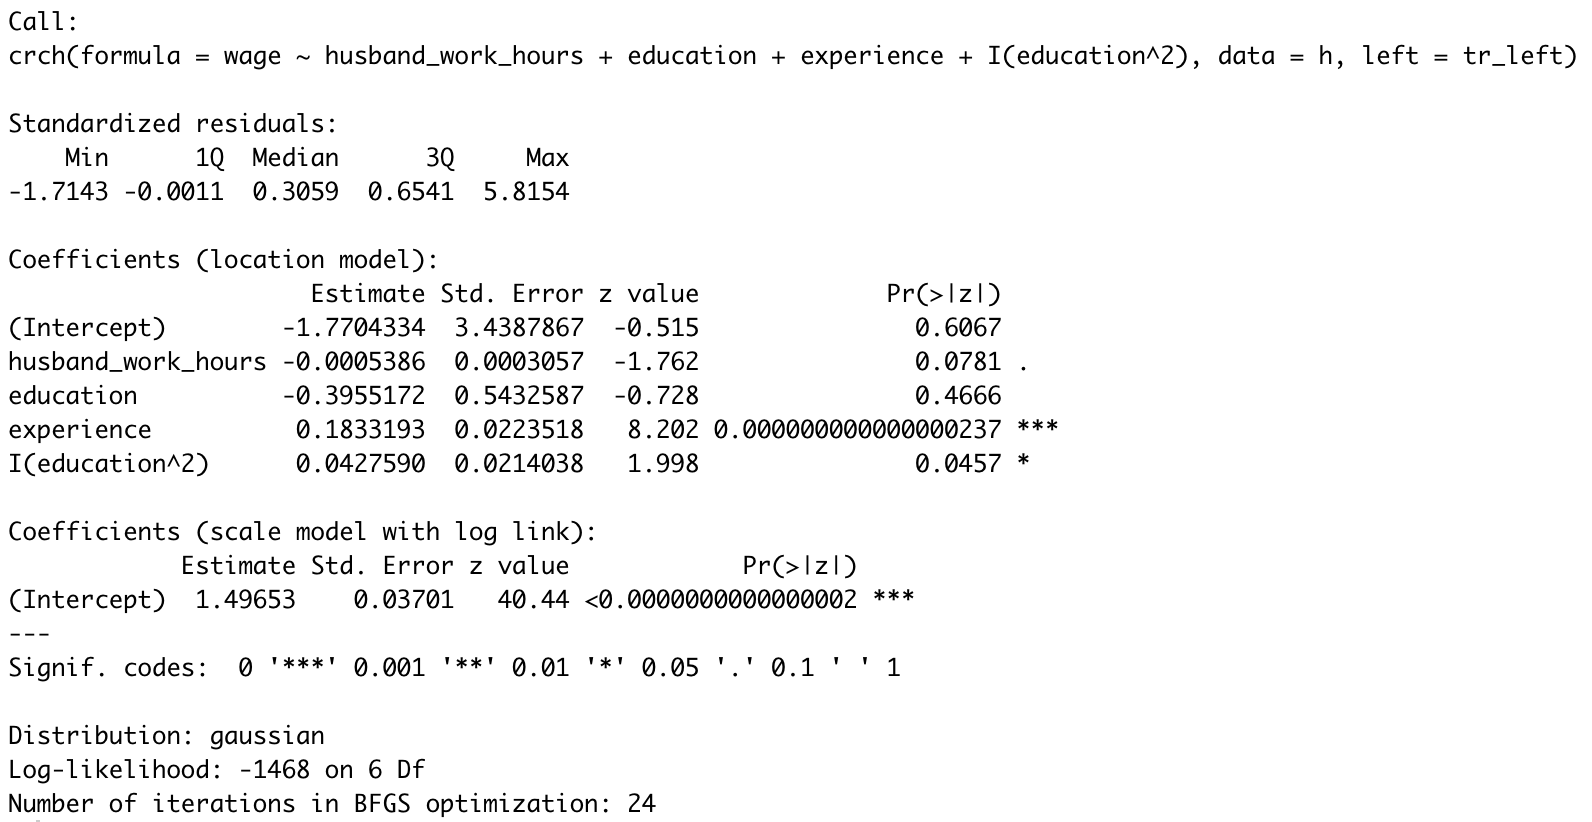 Call:
crch(formula = wage ~ husband_work_hours + education + experience + I(education^2), data = h, left = tr_left)
Standardized residuals:
Min 1Q Median 3Q Max
-1.7143 -0.0011 0.3059 0.6541 5.8154
Coefficients (location model):
Estimate Std. Error z value Pr(>|z|)
(Intercept) -1.7704334 3.4387867 -0.515 0.6067
husband_work_hours -0.0005386 0.0003057 -1.762 0.0781 .
education -0.3955172 0.5432587 -0.728 0.4666
experience 0.1833193 0.0223518 8.202 0.000000000000000237 ***
I(education^2) 0.0427590 0.0214038 1.998 0.0457 *
Coefficients (scale model with log link):
Estimate Std. Error z value Pr(>|z|)
(Intercept) 1.49653 0.03701 40.44 <0.0000000000000002 ***
---
Signif. codes: 0 '***' 0.001 '**' 0.01 '*' 0.05 '.' 0.1 ' ' 1
Distribution: gaussian
Log-likelihood: -1468 on 6 Df
Number of iterations in BFGS optimization: 24